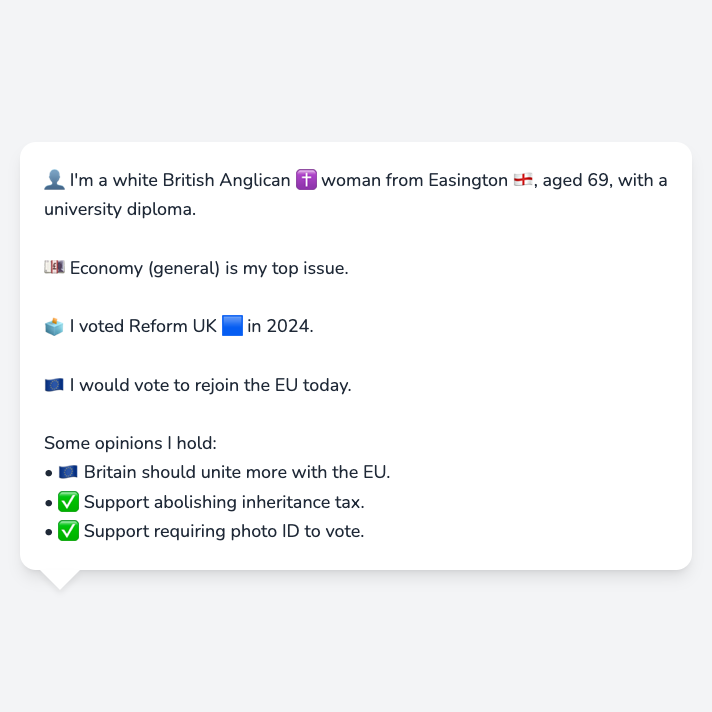 👤 I'm a white British Anglican ✝️ woman from Easington 🏴󠁧󠁢󠁥󠁮󠁧󠁿, aged 69, with a
university diploma.
💷 Economy (general) is my top issue.
🗳️ I voted Reform UK 🟦 in 2024.
🇪🇺 I would vote to rejoin the EU today.
Some opinions I hold:
• 🇪🇺 Britain should unite more with the EU.
• ✅ Support abolishing inheritance tax.
• ✅ Support requiring photo ID to vote.